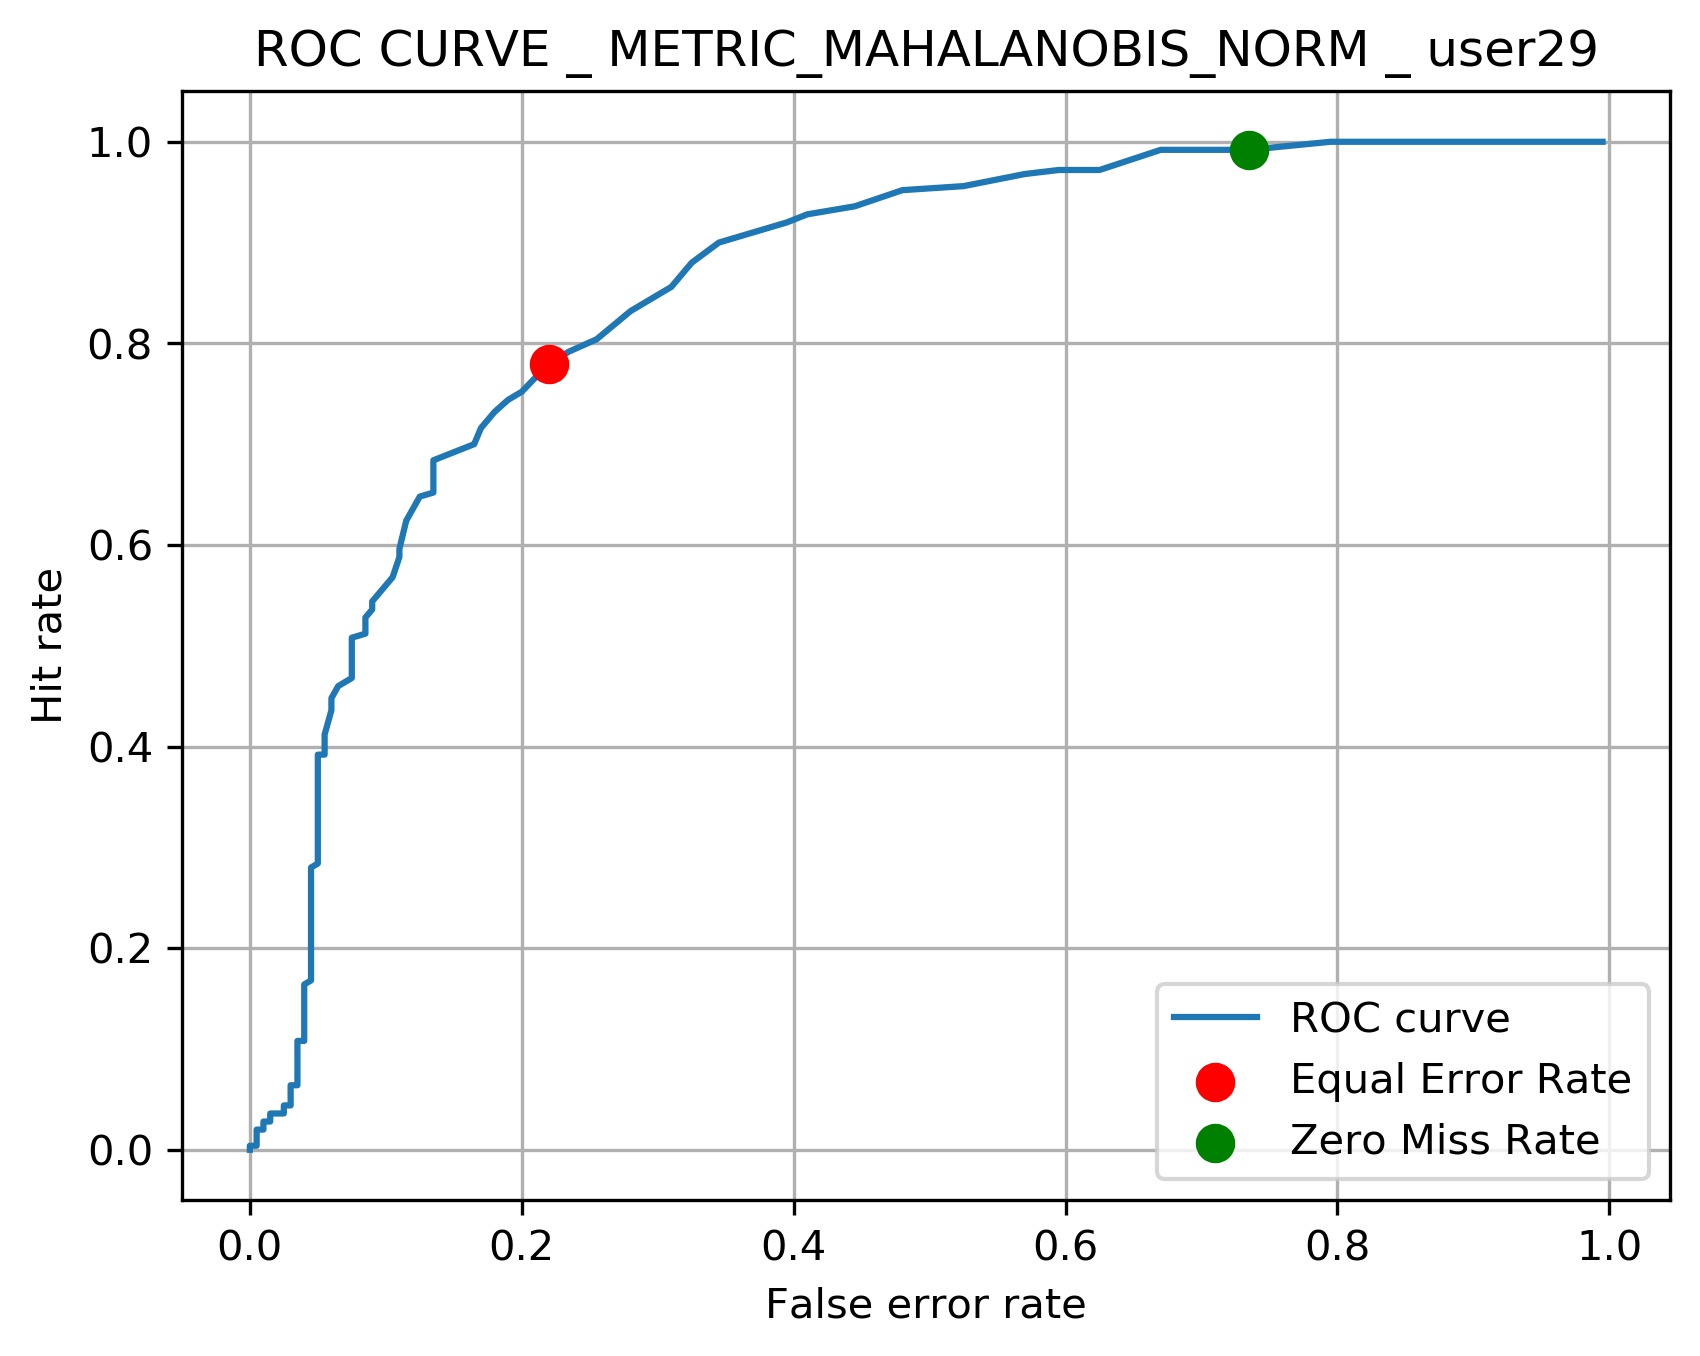 ROC CURVE _ METRIC_MAHALANOBIS_NORM _ user29
1.0
0.8
0.6
0.4
0.2
0.0
Hit rate
ROC curve
Equal Error Rate
Zero Miss Rate
0.0 0.2 0.4 0.6 0.8 1.0
False error rate